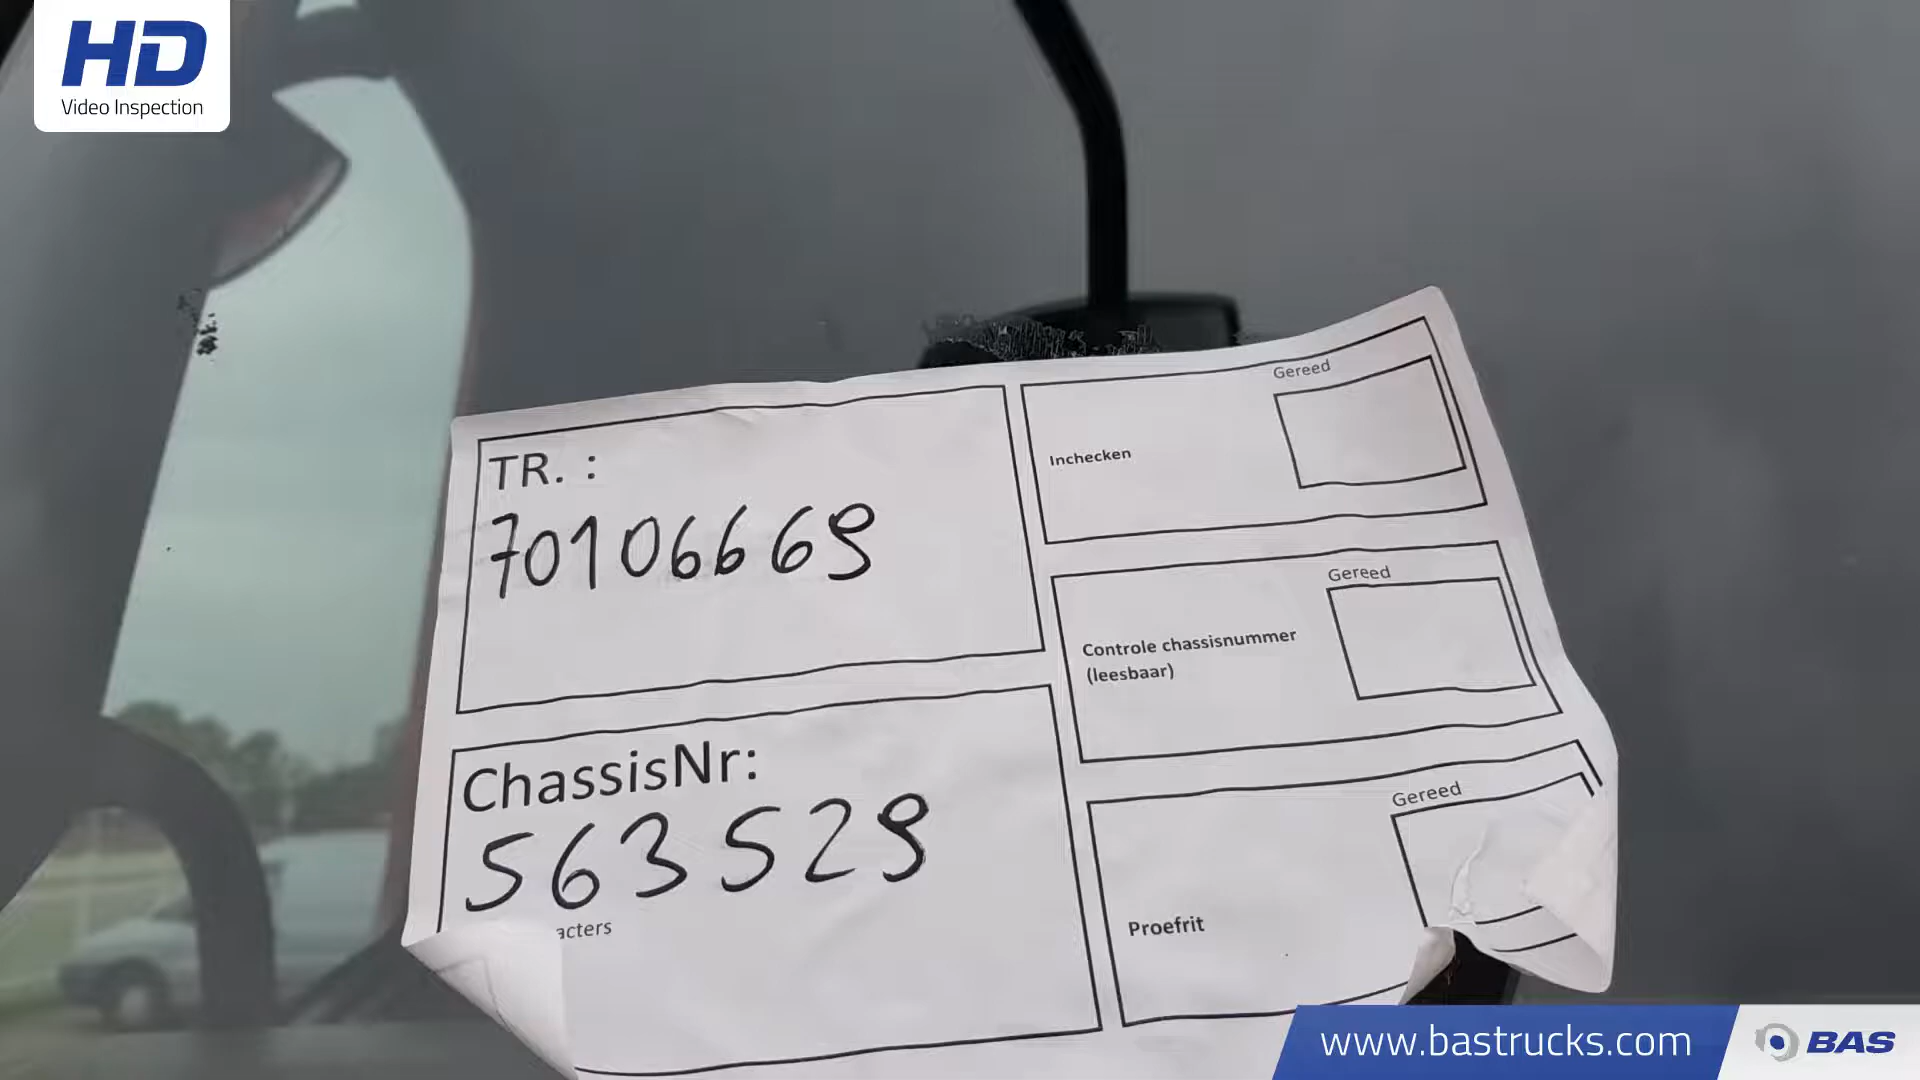 HD
Video Inspection
TR. :
70106669
ChassisNr:
563529
acters
Gereed
Inchecken
Gereed
Controle chassisnummer
(leesbaar)
Gereed
Proefrit
www.bastrucks.com
BAS